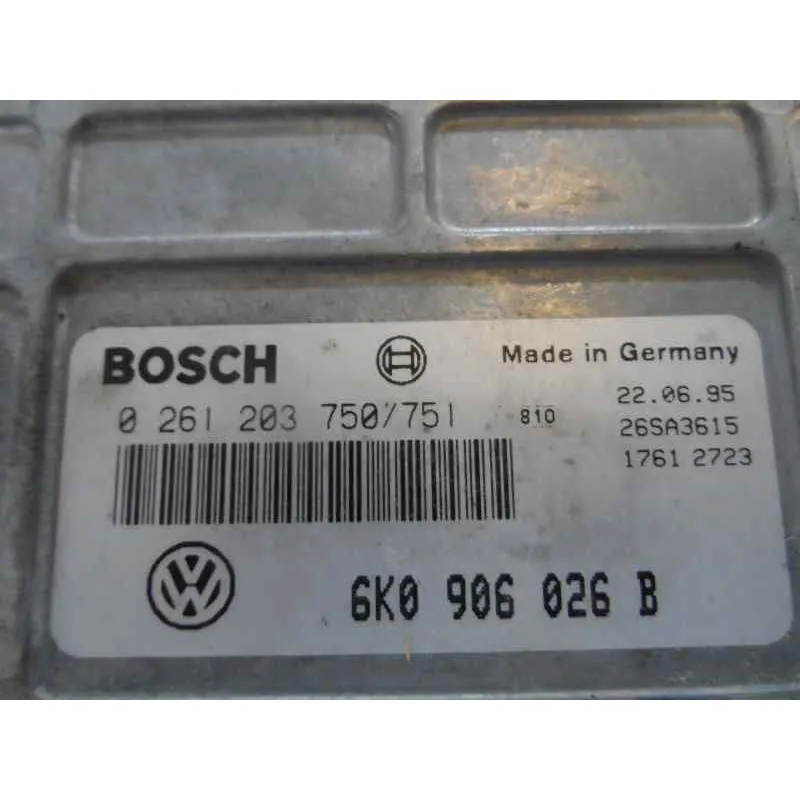 BOSCH
Made in Germany
0 261 203 750/751
810
22.06.95
26SA3615
1761 2723
VW
6K0 906 026 B